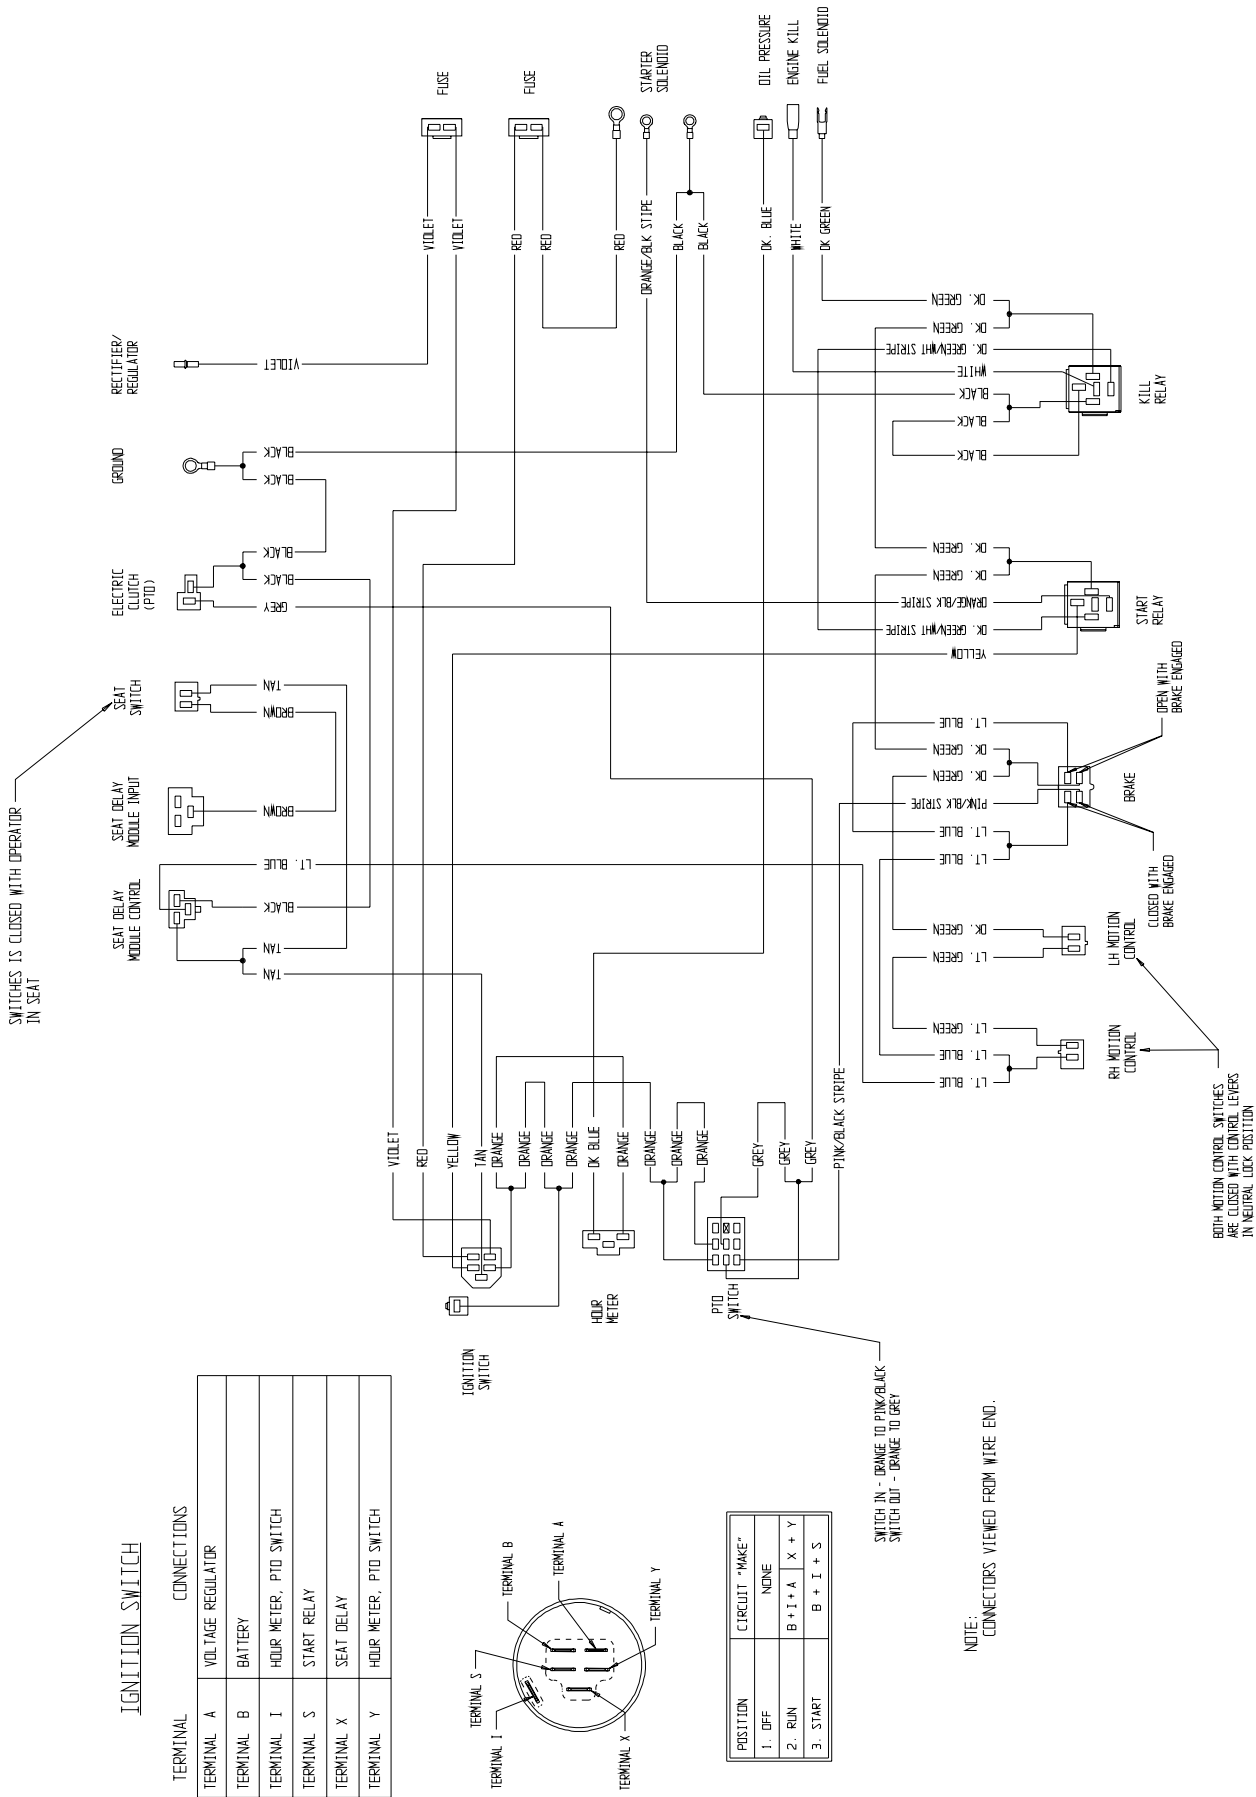 FUSE
FUSE
STARTER
SOLENOID
OIL PRESSURE
ENGINE KILL
FUEL SOLENOID
VIOLET
VIOLET
RED
RED
RED
ORANGE/BLK STIPE
BLACK
BLACK
DK. BLUE
WHITE
DK GREEN
RECTIFIER/
REGULATOR
VIOLET
GROUND
BLACK
BLACK
ELECTRIC
CLUTCH
(PTO)
BLACK
BLACK
GREY
SEAT
SWITCH
TAN
BROWN
SEAT DELAY
MODULE INPUT
BROWN
SEAT DELAY
MODULE CONTROL
LT. BLUE
BLACK
TAN
TAN
SWITCHES IS CLOSED WITH OPERATOR
IN SEAT
DK. GREEN
DK. GREEN
DK. GREEN/WHT STRIPE
WHITE
BLACK
BLACK
BLACK
KILL
RELAY
DK. GREEN
DK. GREEN
ORANGE/BLK STRIPE
DK. GREEN/WHT STRIPE
YELLOW
START
RELAY
LT. BLUE
DK. GREEN
DK. GREEN
PINK/BLK STRIPE
LT. BLUE
LT. BLUE
BRAKE
OPEN WITH
BRAKE ENGAGED
CLOSED WITH
BRAKE ENGAGED
DK. GREEN
LT. GREEN
LH MOTION
CONTROL
LT. GREEN
LT. BLUE
LT. BLUE
RH MOTION
CONTROL
BOTH MOTION CONTROL SWITCHES
ARE CLOSED WITH CONTROL LEVERS
IN NEUTRAL LOCK POSITION
VIOLET
RED
YELLOW
TAN
ORANGE
ORANGE
ORANGE
ORANGE
DK BLUE
ORANGE
ORANGE
ORANGE
ORANGE
GREY
GREY
GREY
PINK/BLACK STRIPE
IGNITION
SWITCH
HOUR
METER
PTO
SWITCH
SWITCH IN - ORANGE TO PINK/BLACK
SWITCH OUT - ORANGE TO GREY
IGNITION SWITCH
TERMINAL CONNECTIONS
TERMINAL A VOLTAGE REGULATOR
TERMINAL B BATTERY
TERMINAL I HOUR METER, PTO SWITCH
TERMINAL S START RELAY
TERMINAL X SEAT DELAY
TERMINAL Y HOUR METER, PTO SWITCH
TERMINAL I
TERMINAL S
TERMINAL B
TERMINAL A
TERMINAL X
TERMINAL Y
POSITION CIRCUIT "MAKE"
1. OFF NONE
2. RUN B+I+A X + Y
3. START B + I + S
NOTE:
CONNECTORS VIEWED FROM WIRE END.